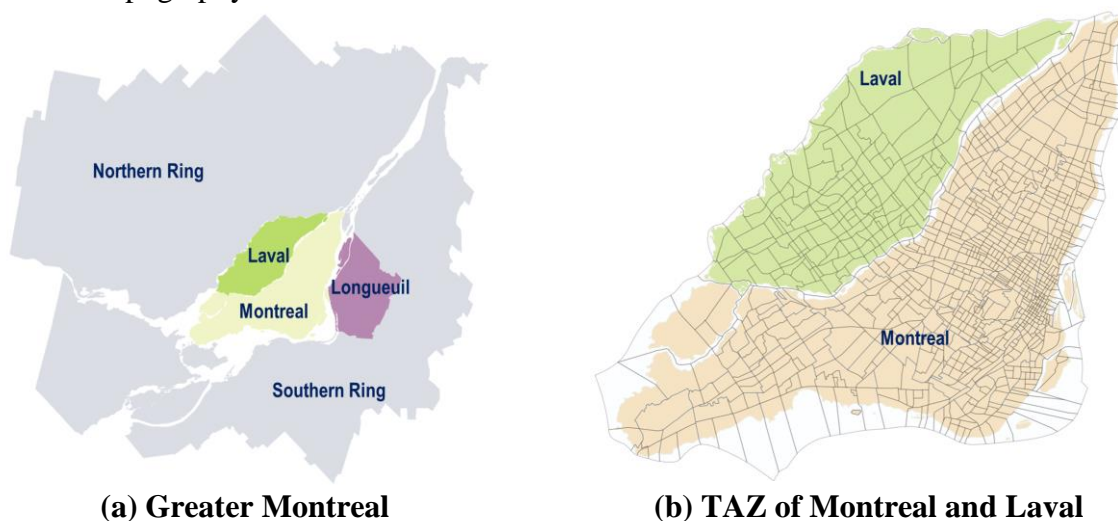 Northern Ring
Laval
Longueuil
Montreal
Southern Ring
Laval
Montreal
(a) Greater Montreal
(b) TAZ of Montreal and Laval